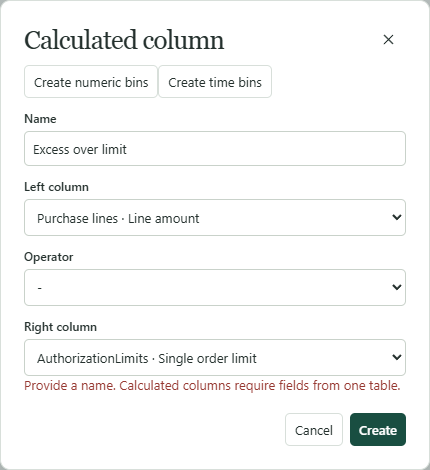 Calculated column
Create numeric bins Create time bins
Name
Excess over limit
Left column
Purchase lines · Line amount
Operator
-
Right column
AuthorizationLimits · Single order limit
Provide a name. Calculated columns require fields from one table.
Cancel Create